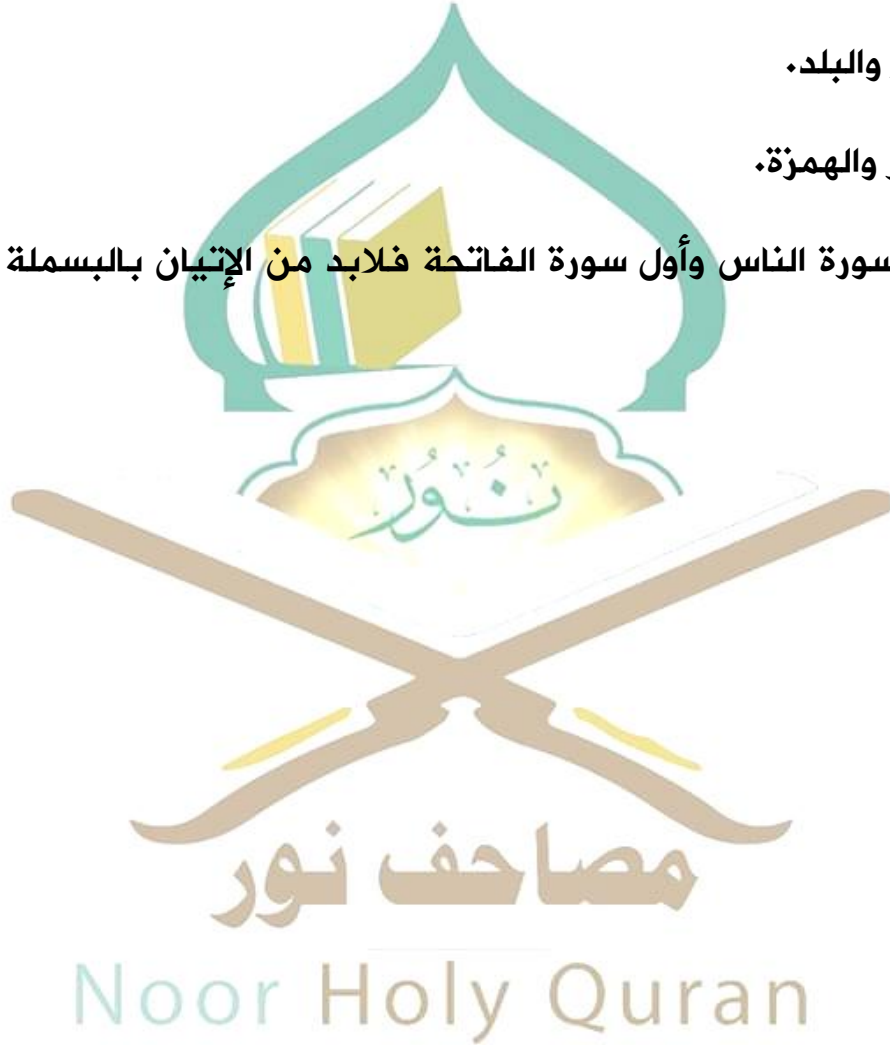 والبلد.
والهمزة.
سورة الناس وأول سورة الفاتحة فلابد من الإتيان بالبسملة
نُورُ
مصاحف نور
Noor Holy Quran